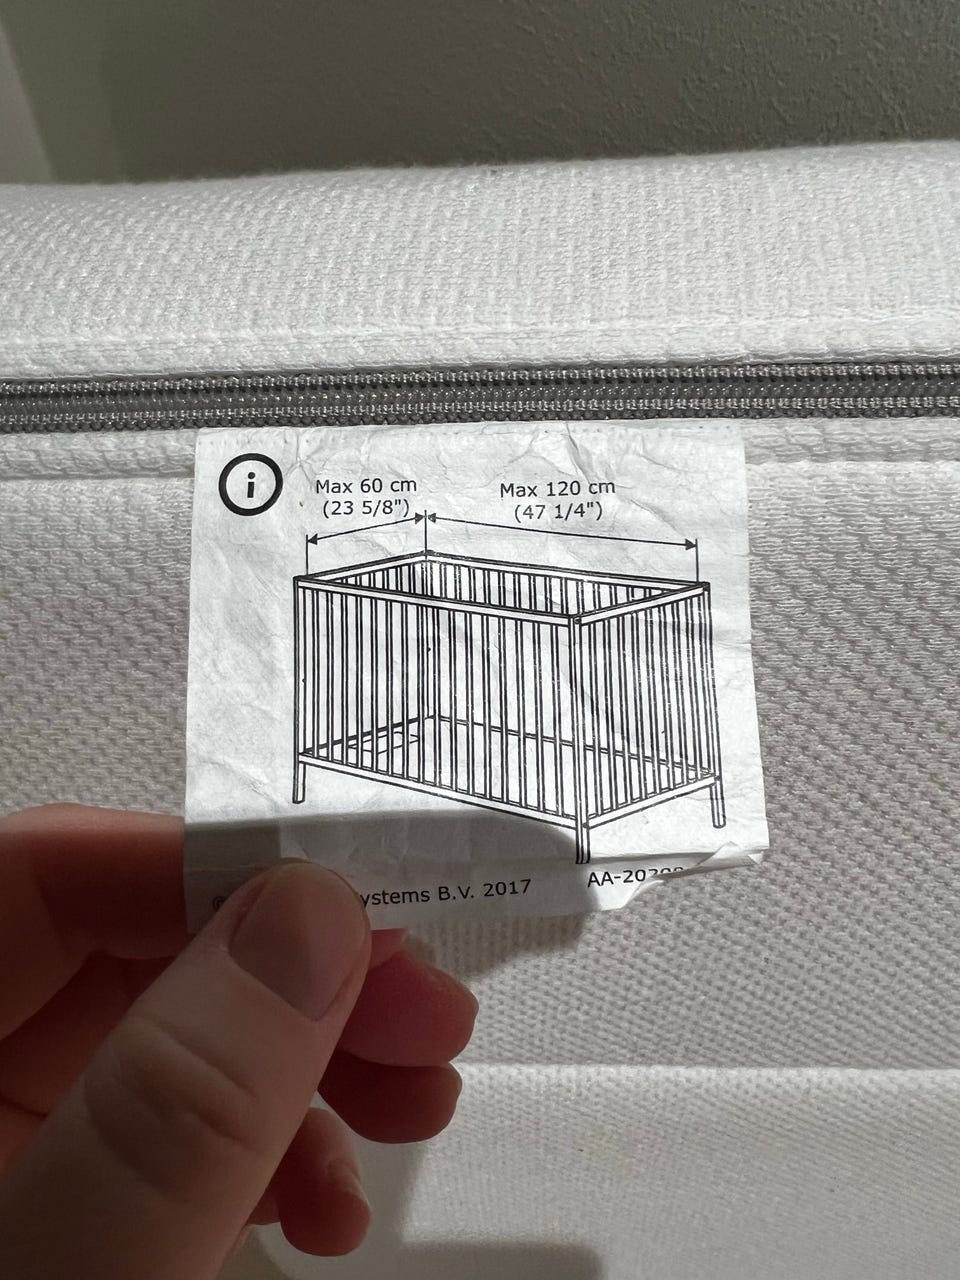 i
Max 60 cm
(23 5/8")
Max 120 cm
(47 1/4")
ystems B.V. 2017